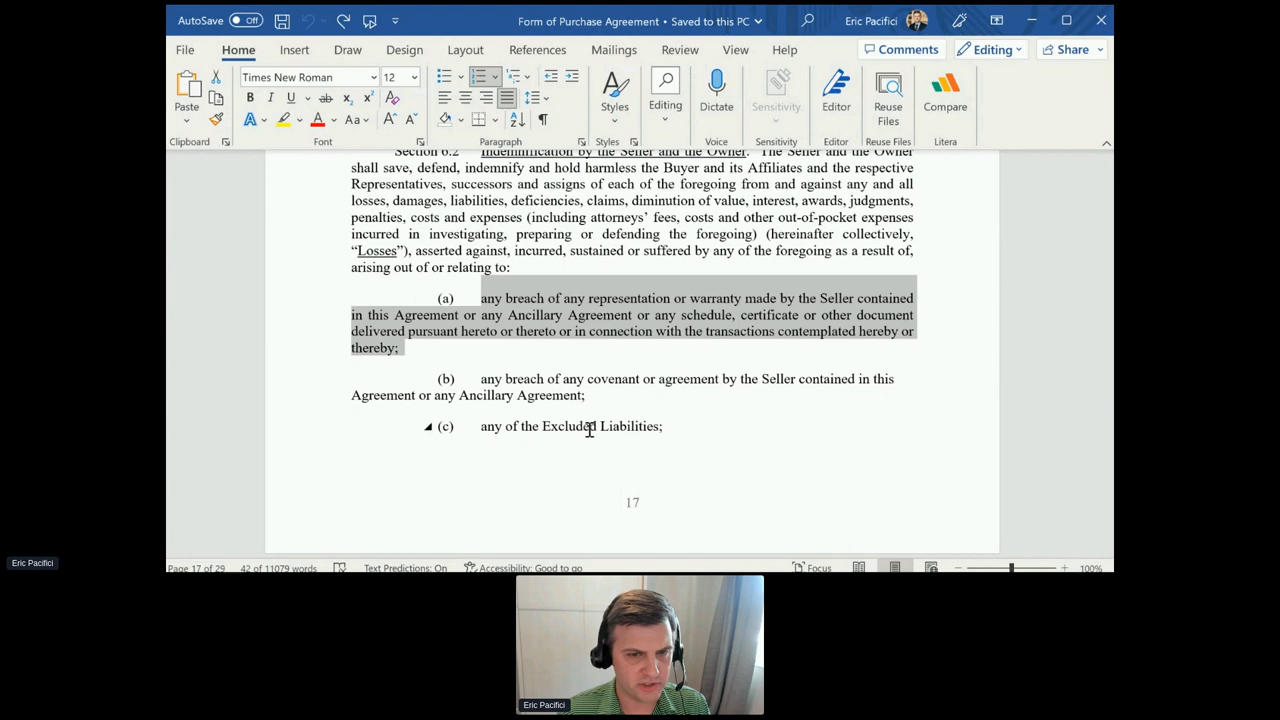 AutoSave Off Form of Purchase Agreement • Saved to this PC Eric Pacifici
File Home Insert Draw Design Layout References Mailings Review View Help Comments Editing Share
Times New Roman 12
Paste Styles Editing Dictate Sensitivity Editor Reuse Files Compare
Clipboard Font Paragraph Styles Voice Sensitivity Editor Reuse Files Litera
Section 6.2 Indemnification by the Seller and the Owner. The Seller and the Owner
shall save, defend, indemnify and hold harmless the Buyer and its Affiliates and the respective
Representatives, successors and assigns of each of the foregoing from and against any and all
losses, damages, liabilities, deficiencies, claims, diminution of value, interest, awards, judgments,
penalties, costs and expenses (including attorneys’ fees, costs and other out-of-pocket expenses
incurred in investigating, preparing or defending the foregoing) (hereinafter collectively,
“Losses”), asserted against, incurred, sustained or suffered by any of the foregoing as a result of,
arising out of or relating to:
(a) any breach of any representation or warranty made by the Seller contained
in this Agreement or any Ancillary Agreement or any schedule, certificate or other document
delivered pursuant hereto or thereto or in connection with the transactions contemplated hereby or
thereby;
(b) any breach of any covenant or agreement by the Seller contained in this
Agreement or any Ancillary Agreement;
(c) any of the Excluded Liabilities;
17
Page 17 of 29 42 of 11079 words Text Predictions: On Accessibility: Good to go Focus 100%
Eric Pacifici
Eric Pacifici